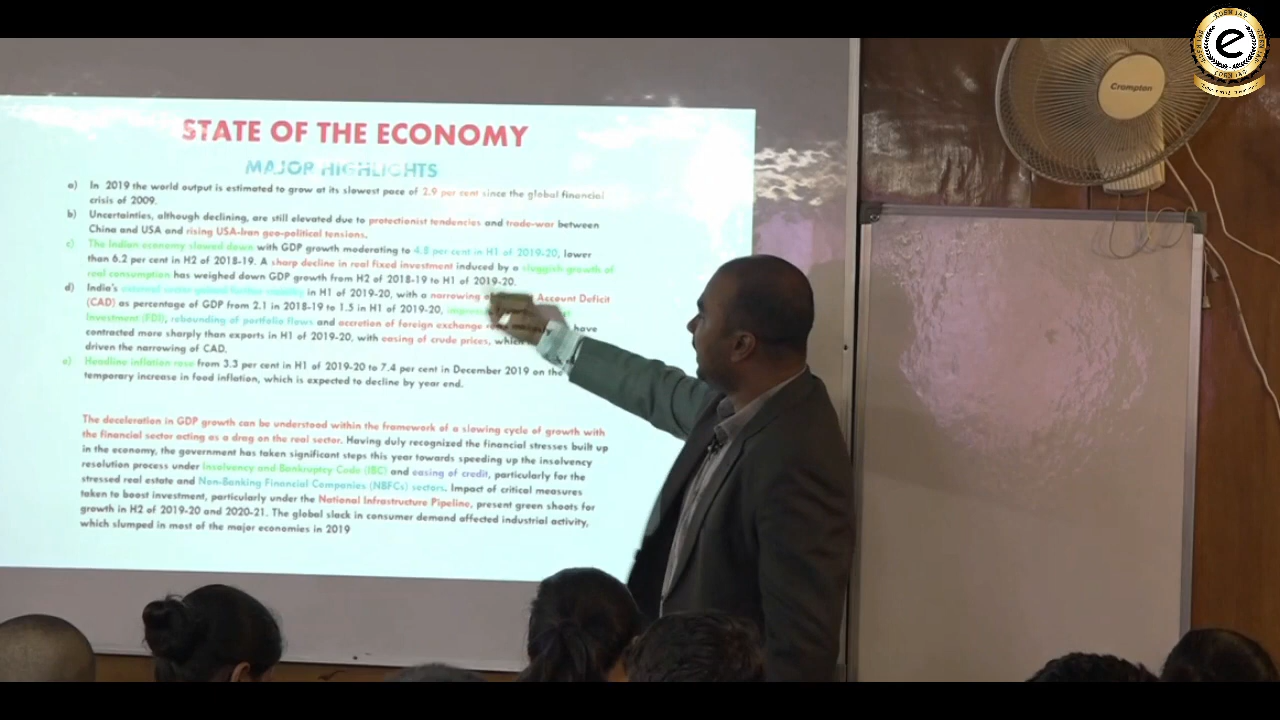 STATE OF THE ECONOMY
MAJOR HIGHLIGHTS
a) In 2019 the world output is estimated to grow at its slowest pace of 2.9 per cent since the global financial
crisis of 2009.
b) Uncertainties, although declining, are still elevated due to protectionist tendencies and trade-war between
China and USA and rising USA-Iran geo-political tensions.
c) The Indian economy slowed down with GDP growth moderating to 4.8 per cent in H1 of 2019-20, lower
than 6.2 per cent in H2 of 2018-19. A sharp decline in real fixed investment induced by a sluggish growth of
real consumption has weighed down GDP growth from H2 of 2018-19 to H1 of 2019-20.
d) India's external sector gained further stability in H1 of 2019-20, with a narrowing of Account Deficit
(CAD) as percentage of GDP from 2.1 in 2018-19 to 1.5 in H1 of 2019-20,
Investment (FDI), rebounding of portfolio flows and accretion of foreign exchange have
contracted more sharply than exports in H1 of 2019-20, with easing of crude prices, which
driven the narrowing of CAD.
e) Headline inflation rose from 3.3 per cent in H1 of 2019-20 to 7.4 per cent in December 2019 on the
temporary increase in food inflation, which is expected to decline by year end.
The deceleration in GDP growth can be understood within the framework of a slowing cycle of growth with
the financial sector acting as a drag on the real sector. Having duly recognized the financial stresses built up
in the economy, the government has taken significant steps this year towards speeding up the insolvency
resolution process under Insolvency and Bankruptcy Code (IBC) and easing of credit, particularly for the
stressed real estate and Non-Banking Financial Companies (NBFCs) sectors. Impact of critical measures
taken to boost investment, particularly under the National Infrastructure Pipeline, present green shoots for
growth in H2 of 2019-20 and 2020-21. The global slack in consumer demand affected industrial activity,
which slumped in most of the major economies in 2019
Crompton
e
EDEN IAS